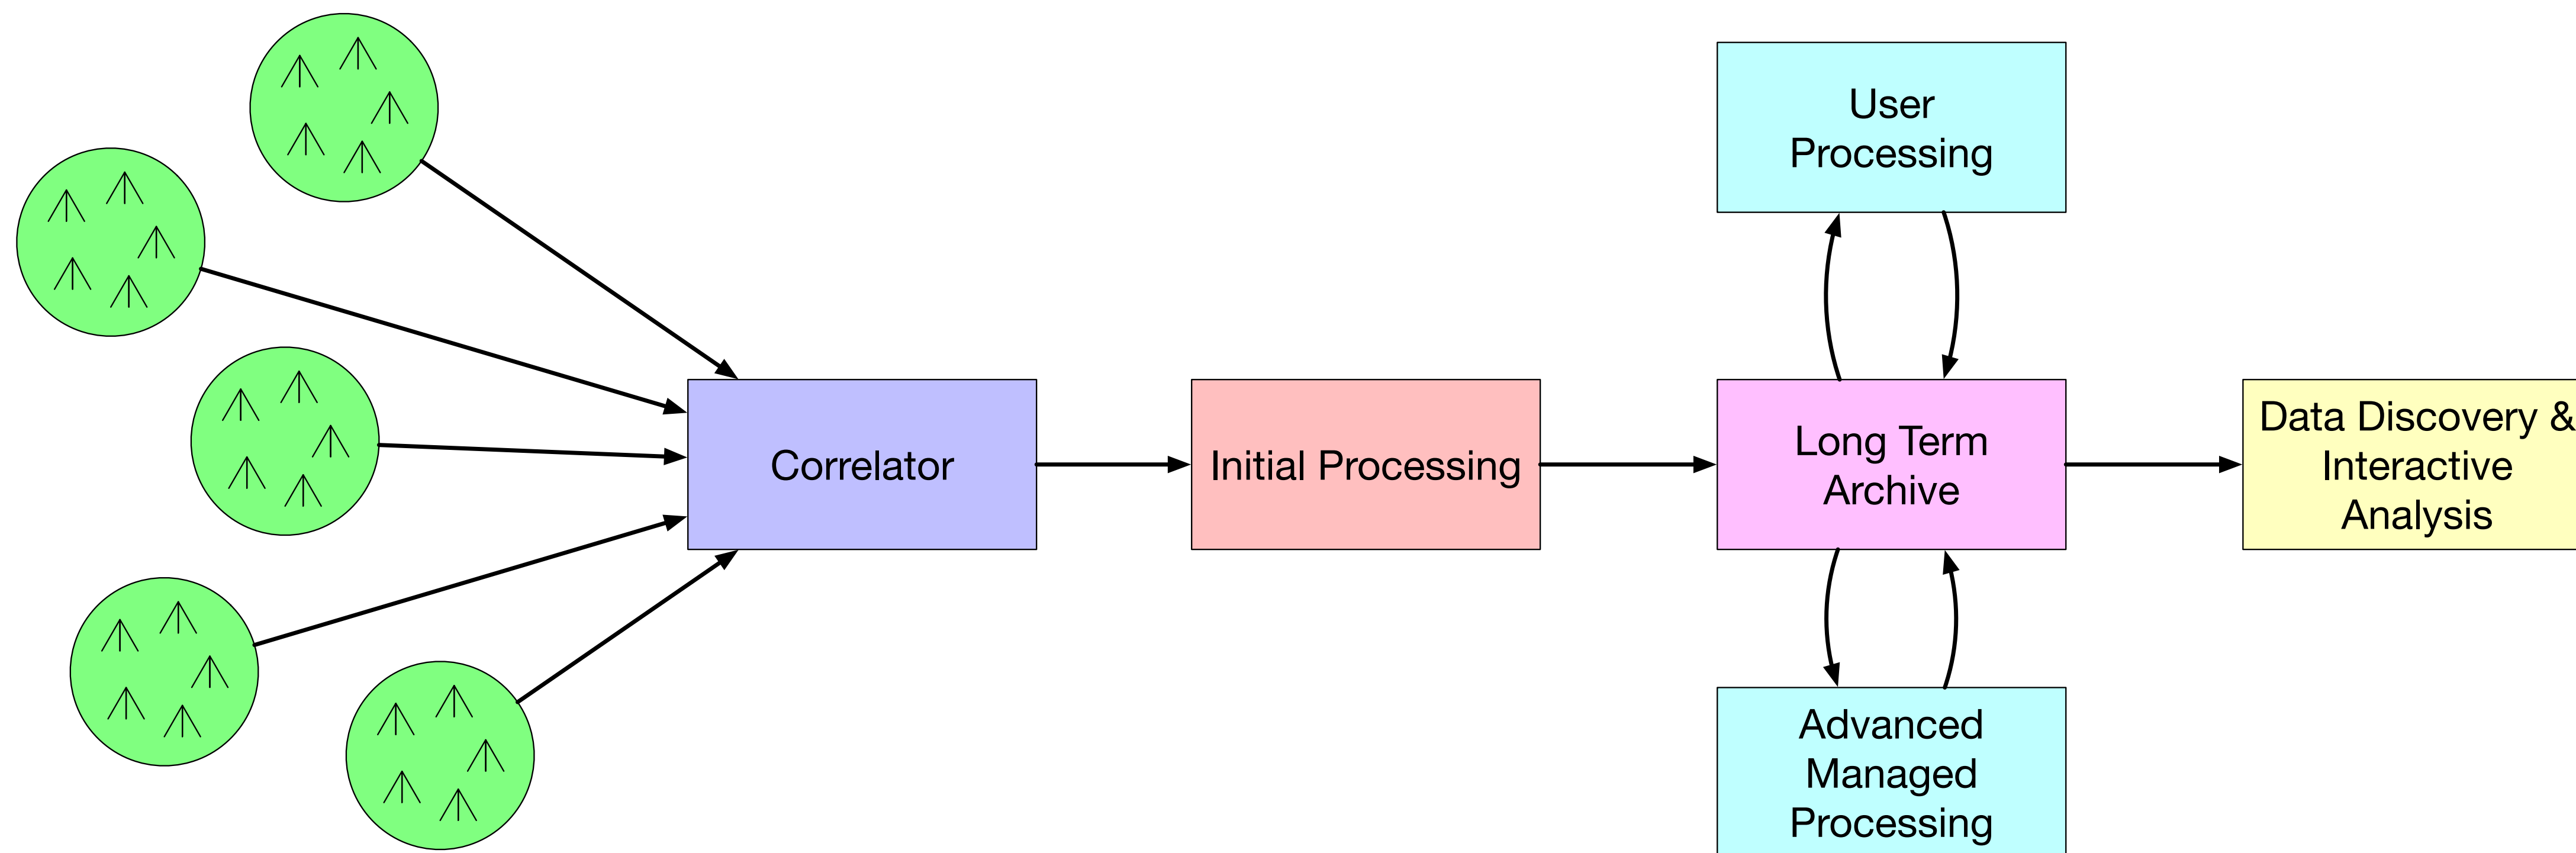 User
Processing
Correlator
Initial Processing
Long Term
Archive
Data Discovery &
Interactive
Analysis
Advanced
Managed
Processing